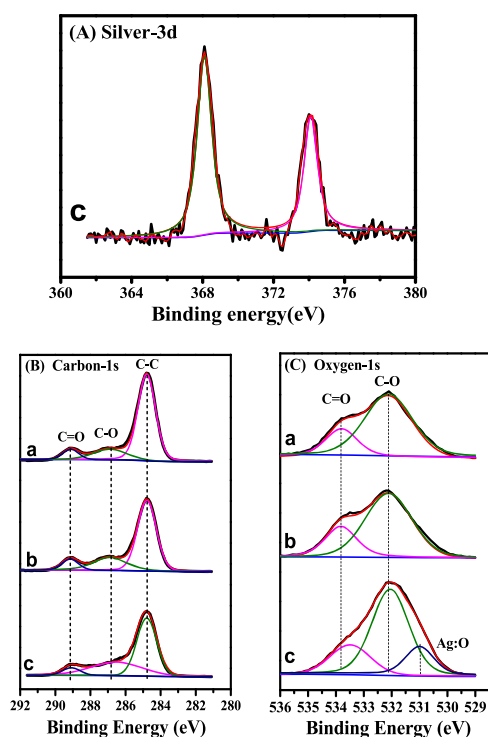 (A) Silver-3d
C
360 364 368 372 376 380
Binding energy(eV)
(B) Carbon-1s
C-C
C=O
C-O
a
b
c
292 290 288 286 284 282 280
Binding Energy (eV)
(C) Oxygen-1s
C-O
C=O
a
b
Ag:O
c
536 535 534 533 532 531 530 529
Binding Energy (eV)